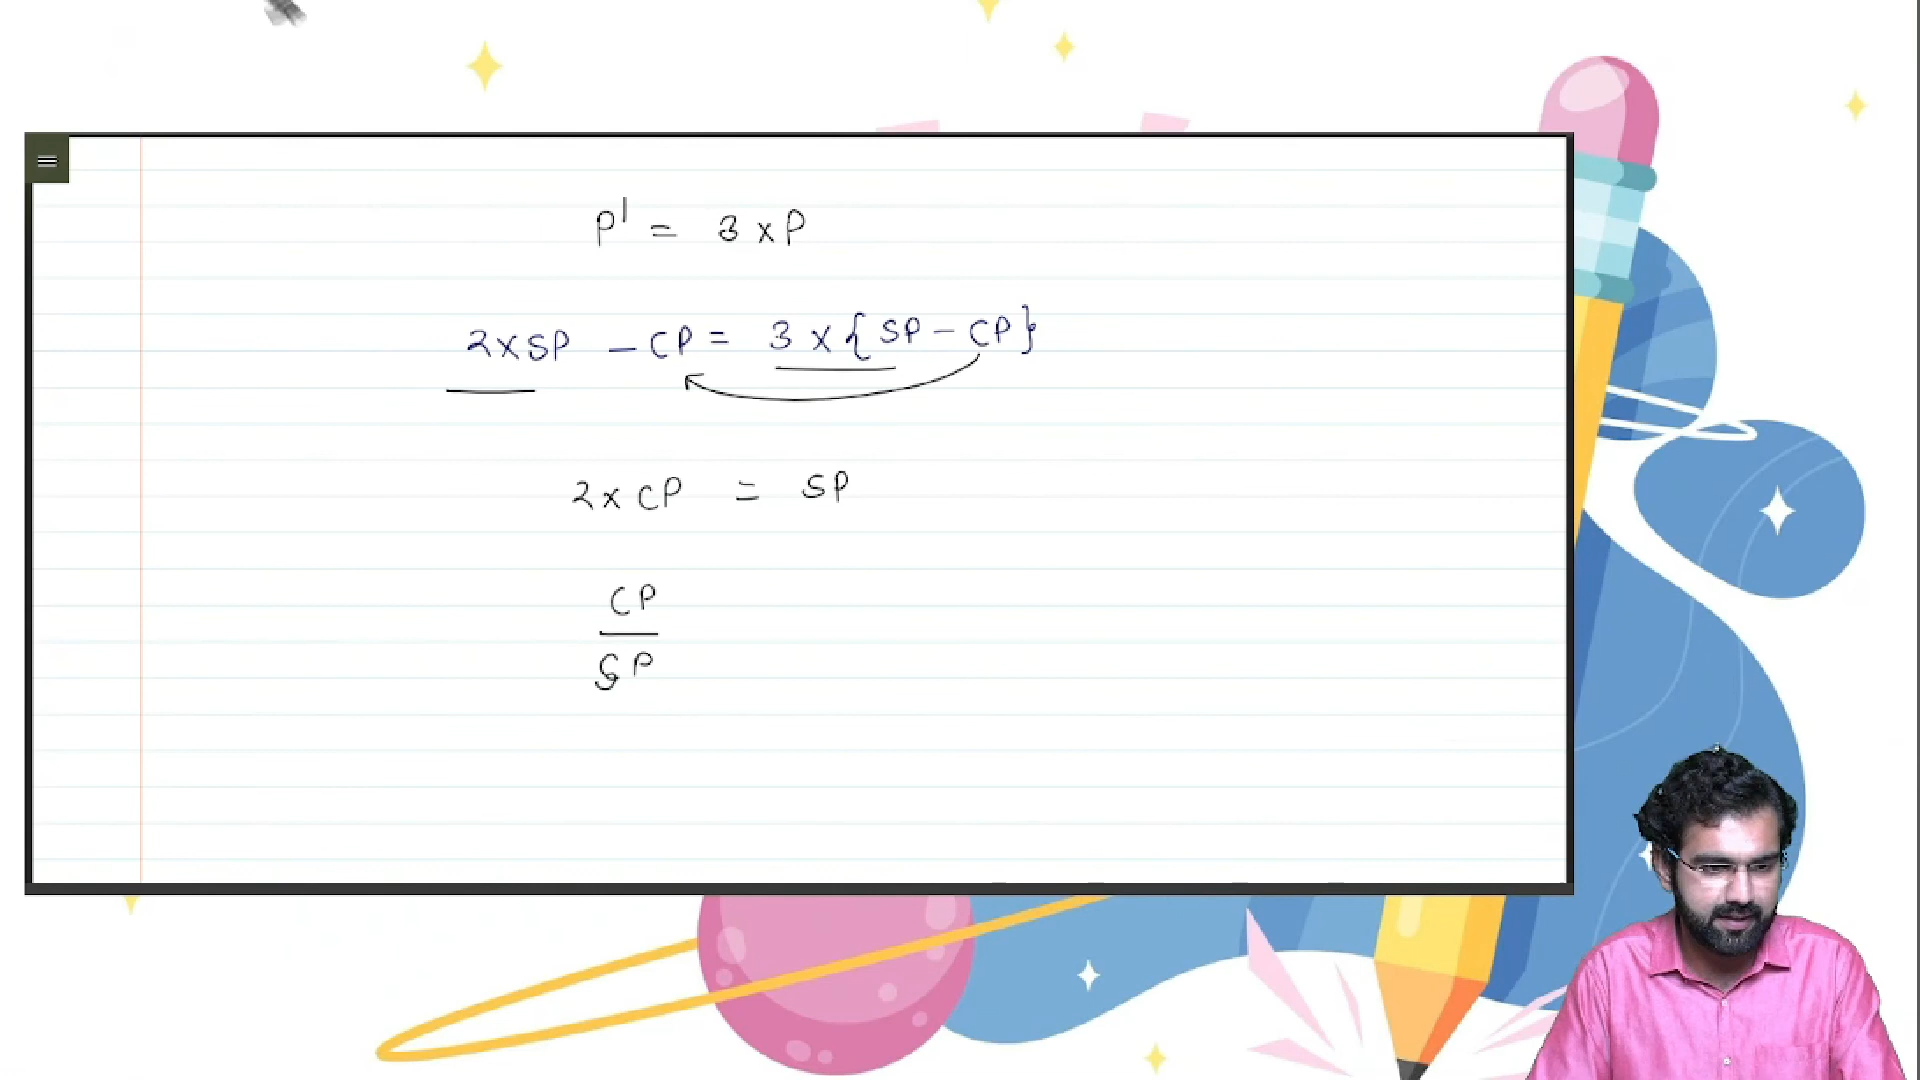 P' = 3 x P
2 x SP - CP = 3 x {SP - CP}
2 x CP = SP
CP
SP